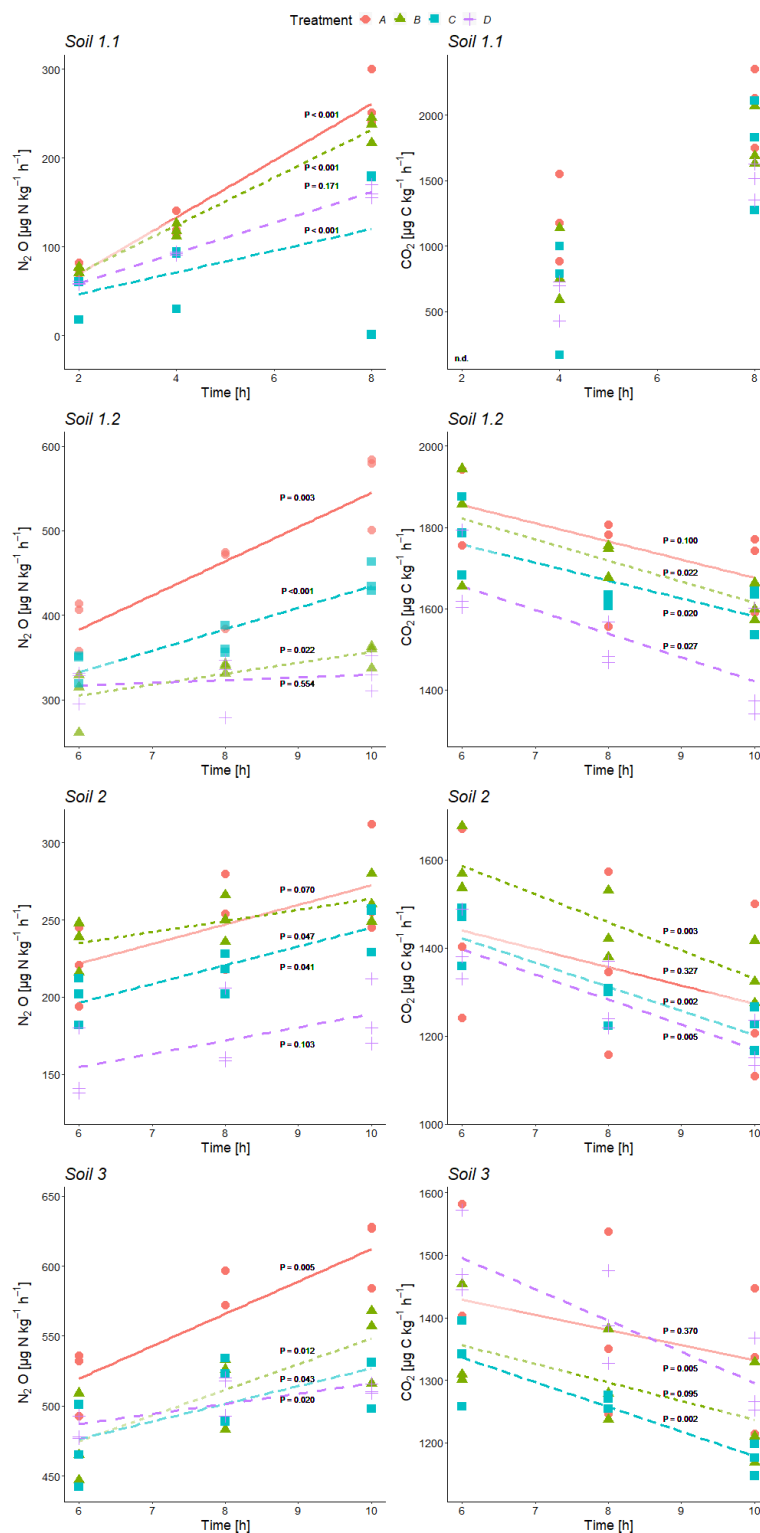 Treatment A B C D
Soil 1.1
Soil 1.1
300
200
100
0
N₂ O [µg N kg⁻¹ h⁻¹]
P < 0.001
P < 0.001
P = 0.171
P < 0.001
2 4 6 8
Time [h]
2000
1500
1000
500
CO₂ [µg C kg⁻¹ h⁻¹]
n.d.
2 4 6 8
Time [h]
Soil 1.2
Soil 1.2
600
500
400
300
N₂ O [µg N kg⁻¹ h⁻¹]
P = 0.003
P <0.001
P = 0.022
P = 0.554
6 7 8 9 10
Time [h]
2000
1800
1600
1400
CO₂ [µg C kg⁻¹ h⁻¹]
P = 0.100
P = 0.022
P = 0.020
P = 0.027
6 7 8 9 10
Time [h]
Soil 2
Soil 2
300
250
200
150
N₂ O [µg N kg⁻¹ h⁻¹]
P = 0.070
P = 0.047
P = 0.041
P = 0.103
6 7 8 9 10
Time [h]
1600
1400
1200
1000
CO₂ [µg C kg⁻¹ h⁻¹]
P = 0.003
P = 0.327
P = 0.002
P = 0.005
6 7 8 9 10
Time [h]
Soil 3
Soil 3
650
600
550
500
450
N₂ O [µg N kg⁻¹ h⁻¹]
P = 0.005
P = 0.012
P = 0.043
P = 0.020
6 7 8 9 10
Time [h]
1600
1500
1400
1300
1200
CO₂ [µg C kg⁻¹ h⁻¹]
P = 0.370
P = 0.005
P = 0.095
P = 0.002
6 7 8 9 10
Time [h]